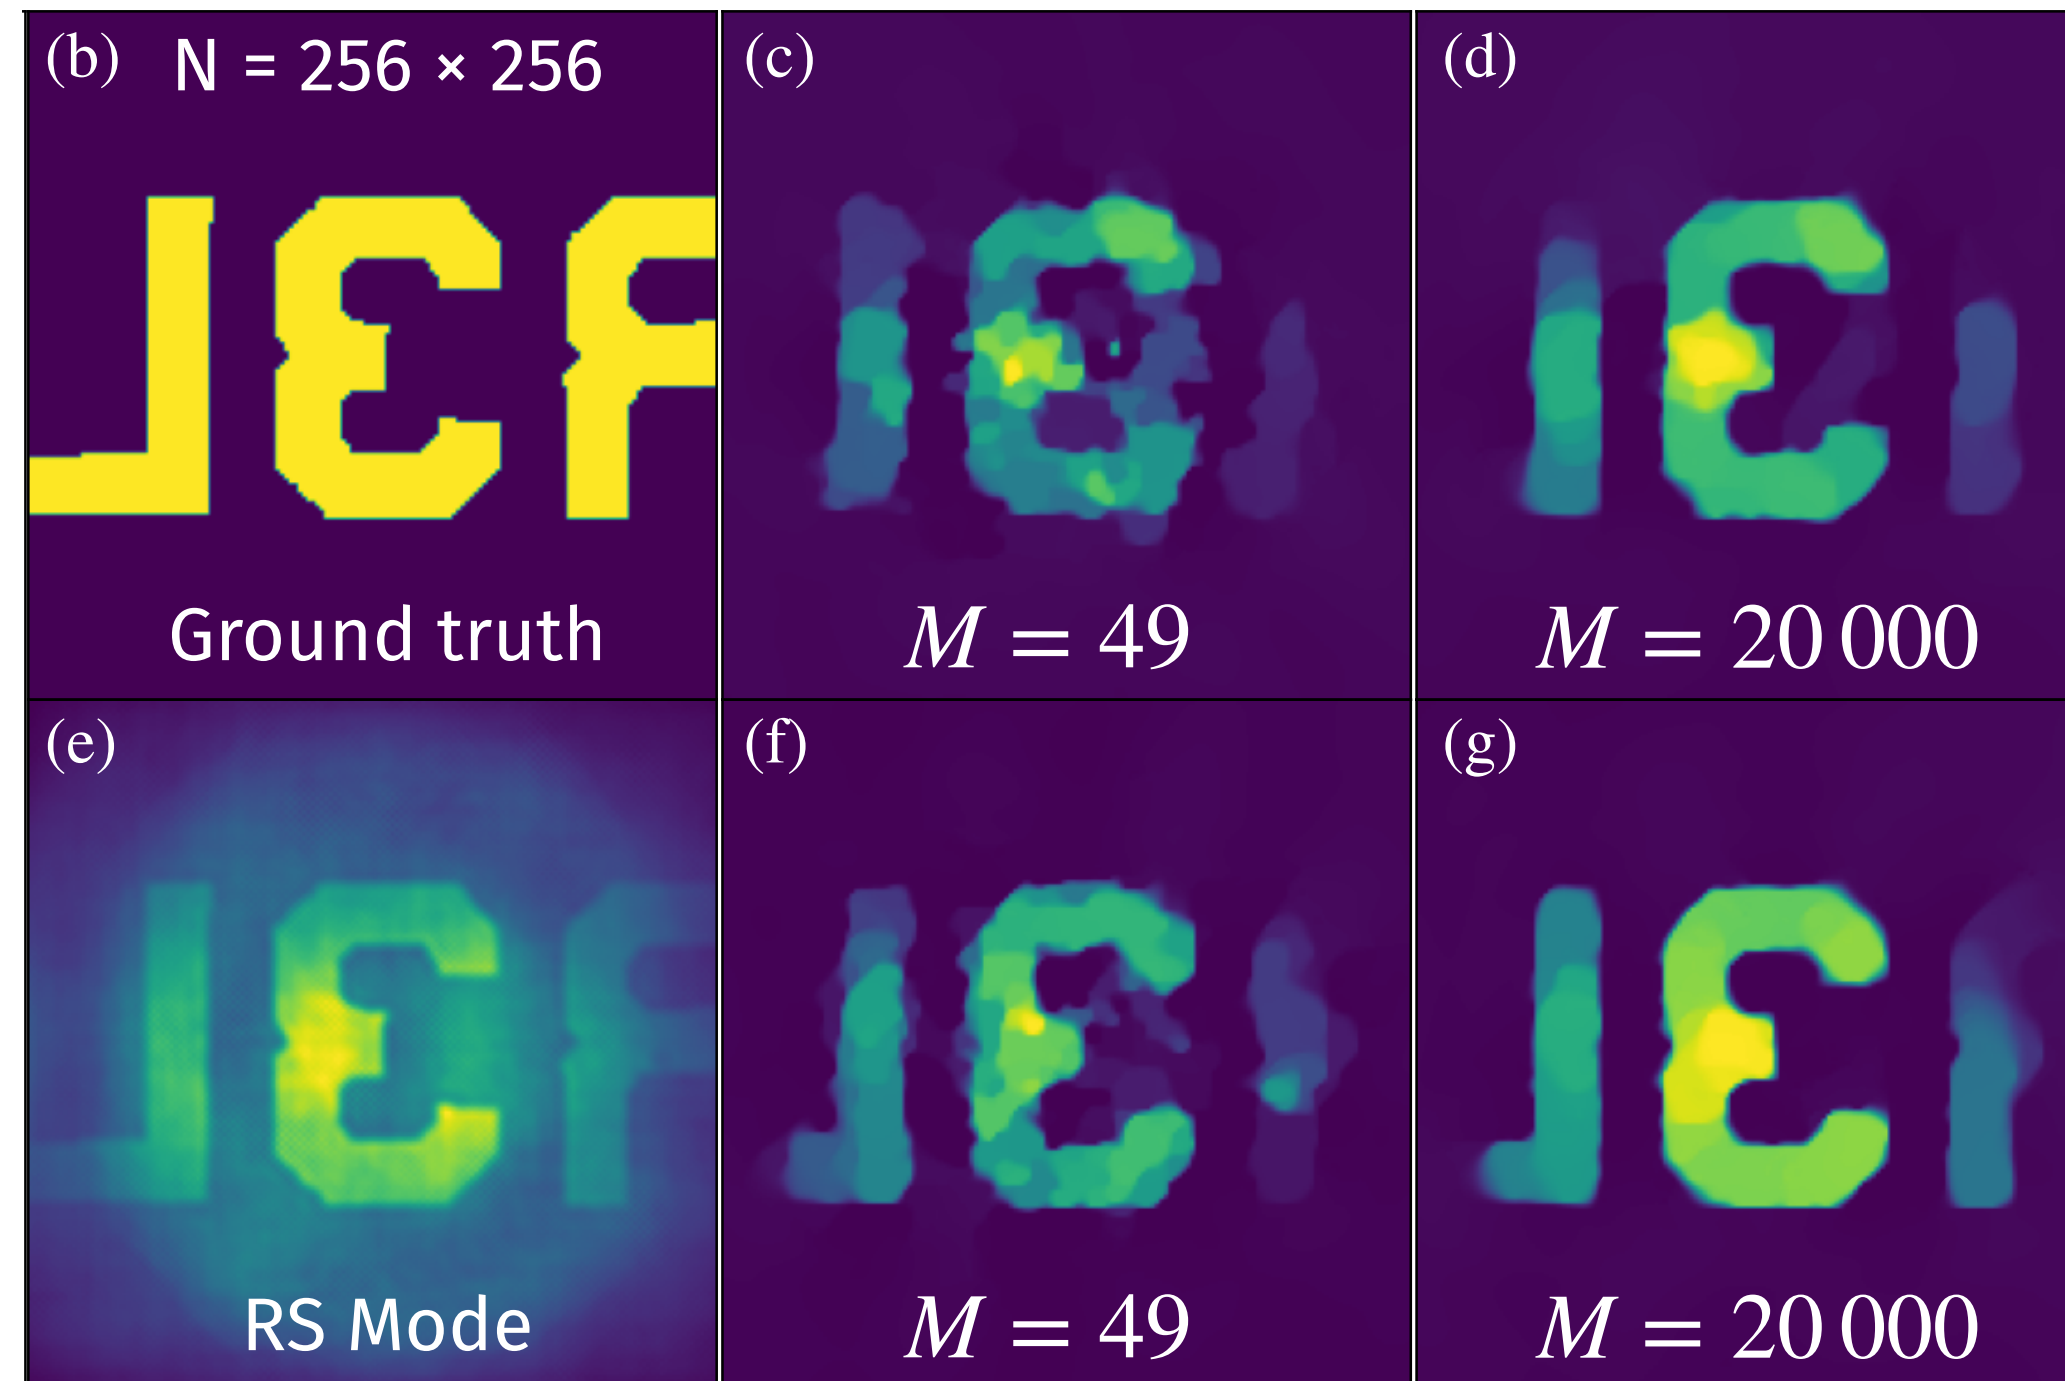 (b) N = 256 × 256
Ground truth
(c)
M = 49
(d)
M = 20 000
(e)
RS Mode
(f)
M = 49
(g)
M = 20 000